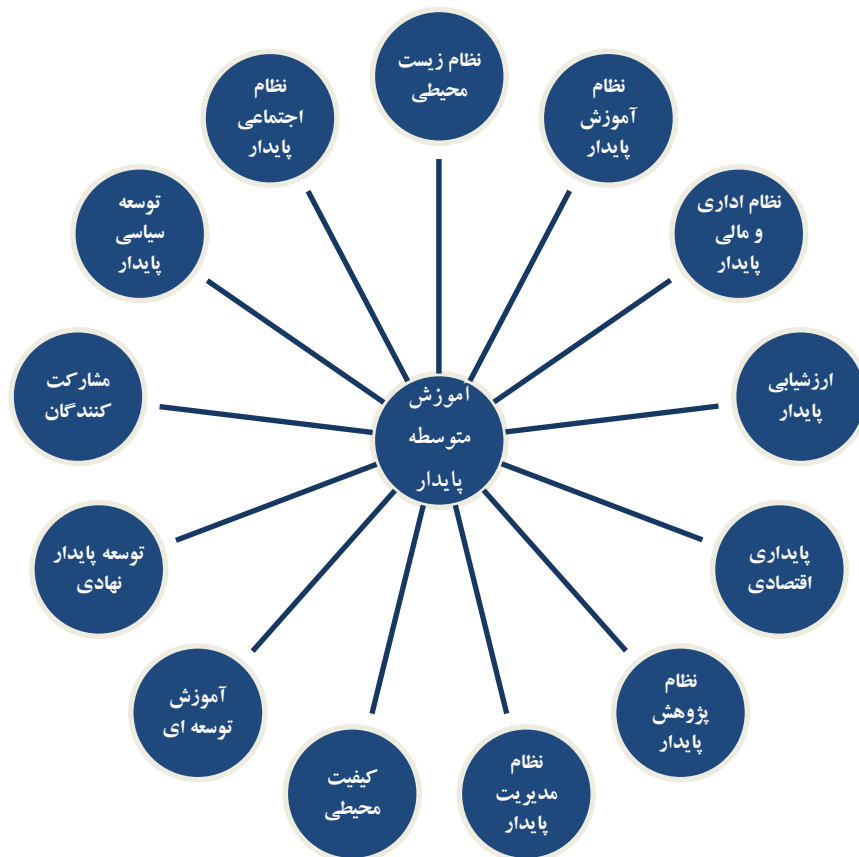 نظام زیست
محیطی
نظام
آموزش
پایدار
نظام اداری
و مالی
پایدار
ارزشیابی
پایدار
پایداری
اقتصادی
نظام
پژوهش
پایدار
نظام
مدیریت
پایدار
کیفیت
محیطی
آموزش
توسعه ای
توسعه پایدار
نهادی
مشارکت
کنندگان
توسعه
سیاسی
پایدار
نظام
اجتماعی
پایدار
آموزش
متوسطه
پایدار